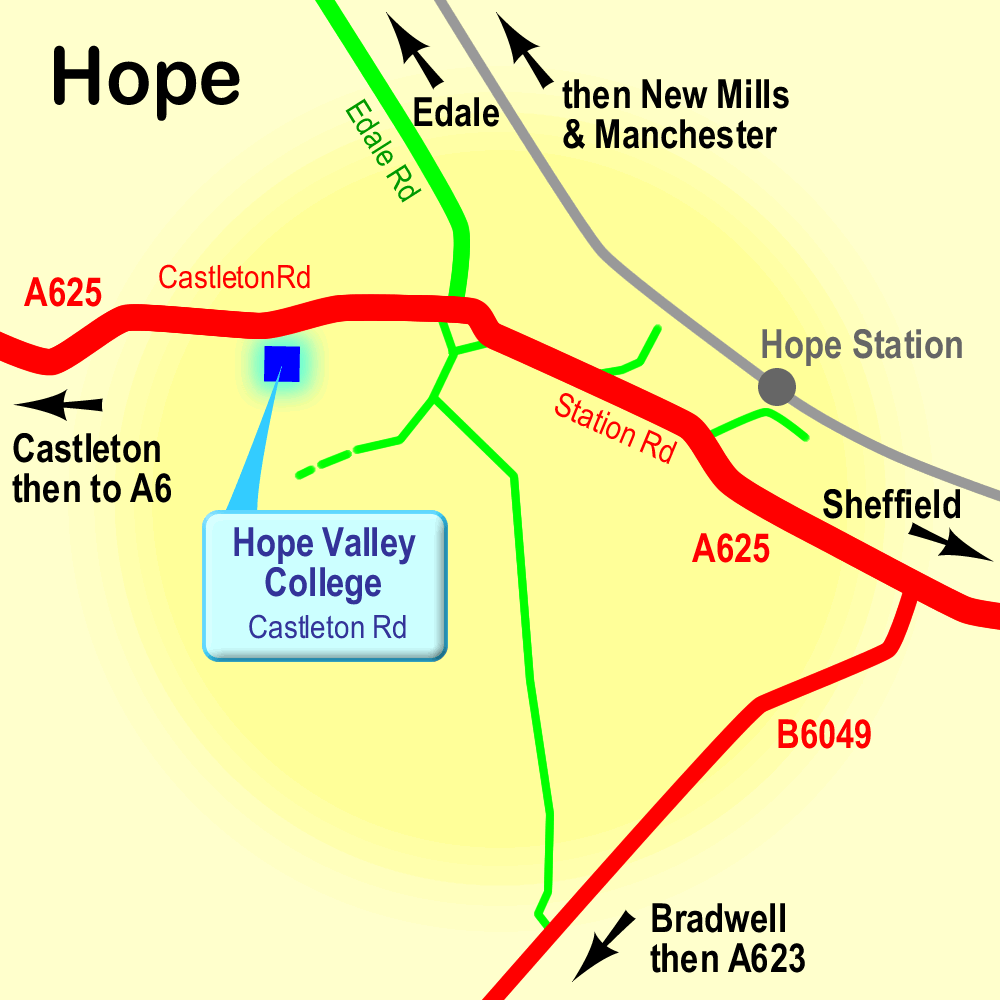 Hope
Edale
then New Mills
& Manchester
Edale Rd
A625
CastletonRd
Hope Station
Station Rd
Castleton
then to A6
Sheffield
A625
Hope Valley
College
Castleton Rd
B6049
Bradwell
then A623